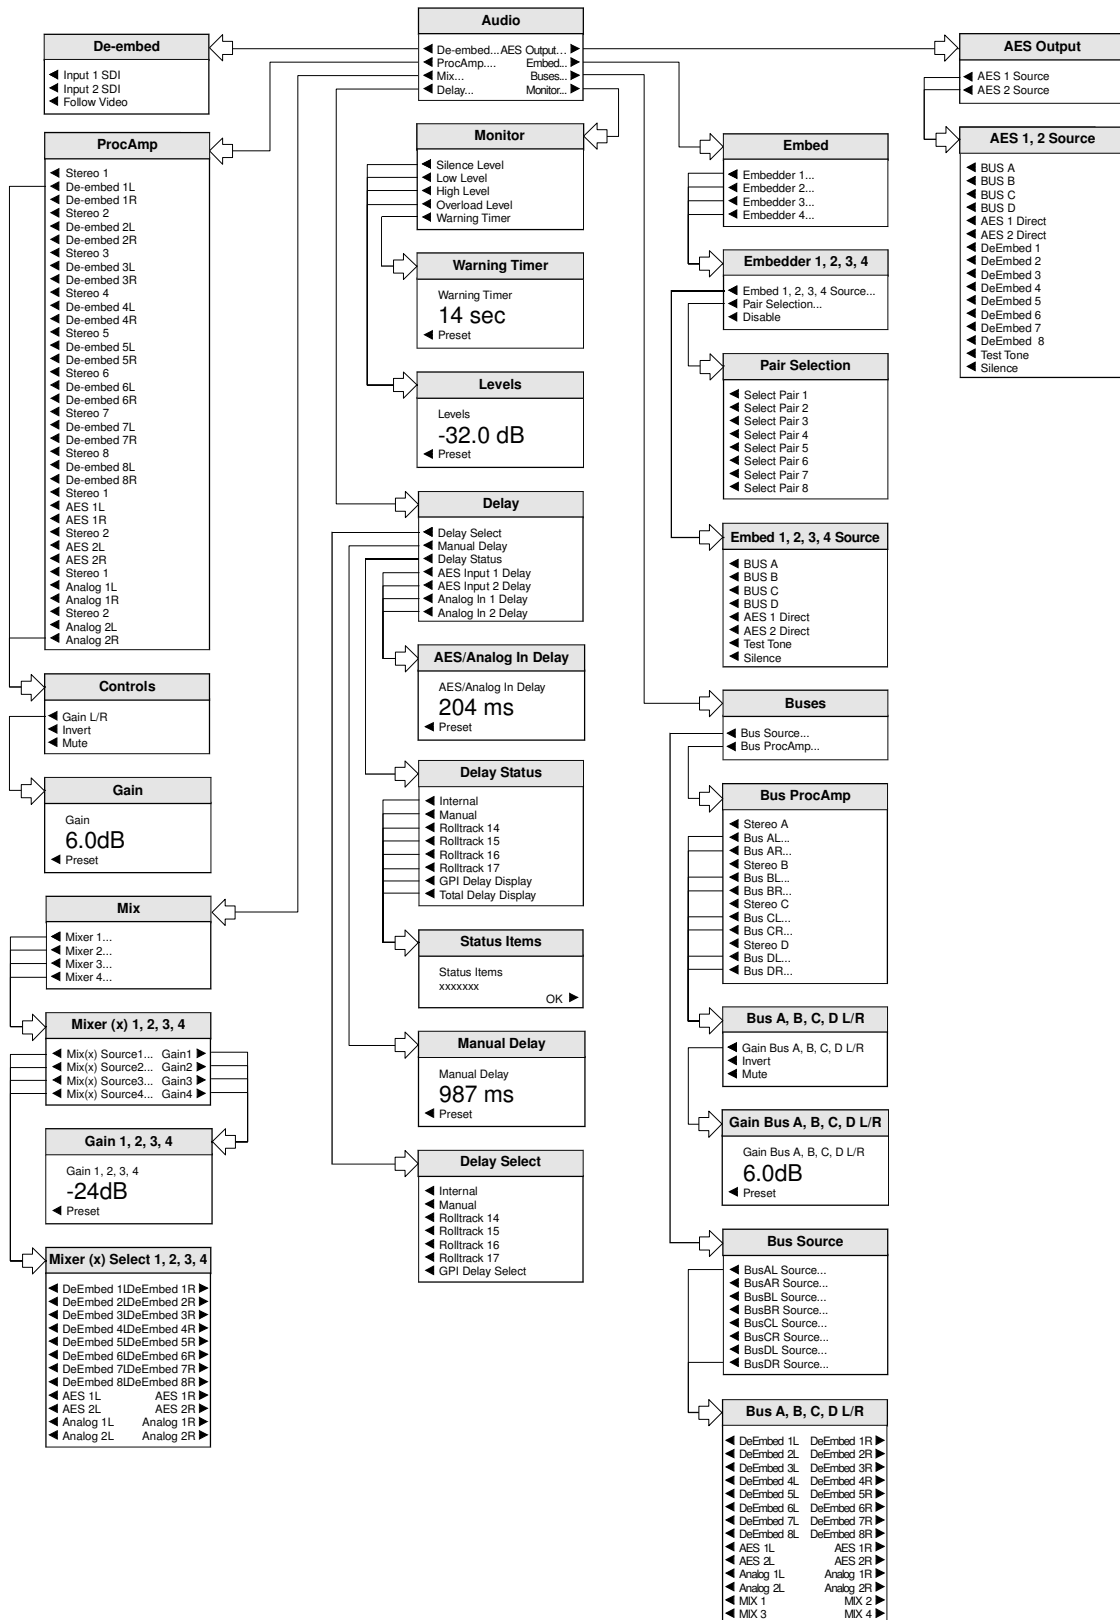 Audio
De-embed... AES Output...
ProcAmp.... Embed...
Mix... Buses...
Delay... Monitor...
De-embed
Input 1 SDI
Input 2 SDI
Follow Video
ProcAmp
Stereo 1
De-embed 1L
De-embed 1R
Stereo 2
De-embed 2L
De-embed 2R
Stereo 3
De-embed 3L
De-embed 3R
Stereo 4
De-embed 4L
De-embed 4R
Stereo 5
De-embed 5L
De-embed 5R
Stereo 6
De-embed 6L
De-embed 6R
Stereo 7
De-embed 7L
De-embed 7R
Stereo 8
De-embed 8L
De-embed 8R
Stereo 1
AES 1L
AES 1R
Stereo 2
AES 2L
AES 2R
Stereo 1
Analog 1L
Analog 1R
Stereo 2
Analog 2L
Analog 2R
Controls
Gain L/R
Invert
Mute
Gain
Gain
6.0dB
Preset
Mix
Mixer 1...
Mixer 2...
Mixer 3...
Mixer 4...
Mixer (x) 1, 2, 3, 4
Mix(x) Source1... Gain1
Mix(x) Source2... Gain2
Mix(x) Source3... Gain3
Mix(x) Source4... Gain4
Gain 1, 2, 3, 4
Gain 1, 2, 3, 4
-24dB
Preset
Mixer (x) Select 1, 2, 3, 4
DeEmbed 1L DeEmbed 1R
DeEmbed 2L DeEmbed 2R
DeEmbed 3L DeEmbed 3R
DeEmbed 4L DeEmbed 4R
DeEmbed 5L DeEmbed 5R
DeEmbed 6L DeEmbed 6R
DeEmbed 7L DeEmbed 7R
DeEmbed 8L DeEmbed 8R
AES 1L AES 1R
AES 2L AES 2R
Analog 1L Analog 1R
Analog 2L Analog 2R
Monitor
Silence Level
Low Level
High Level
Overload Level
Warning Timer
Warning Timer
Warning Timer
14 sec
Preset
Levels
Levels
-32.0 dB
Preset
Delay
Delay Select
Manual Delay
Delay Status
AES Input 1 Delay
AES Input 2 Delay
Analog In 1 Delay
Analog In 2 Delay
AES/Analog In Delay
AES/Analog In Delay
204 ms
Preset
Delay Status
Internal
Manual
Rolltrack 14
Rolltrack 15
Rolltrack 16
Rolltrack 17
GPI Delay Display
Total Delay Display
Status Items
Status Items
xxxxxxx
OK
Manual Delay
Manual Delay
987 ms
Preset
Delay Select
Internal
Manual
Rolltrack 14
Rolltrack 15
Rolltrack 16
Rolltrack 17
GPI Delay Select
Embed
Embedder 1...
Embedder 2...
Embedder 3...
Embedder 4...
Embedder 1, 2, 3, 4
Embed 1, 2, 3, 4 Source...
Pair Selection...
Disable
Pair Selection
Select Pair 1
Select Pair 2
Select Pair 3
Select Pair 4
Select Pair 5
Select Pair 6
Select Pair 7
Select Pair 8
Embed 1, 2, 3, 4 Source
BUS A
BUS B
BUS C
BUS D
AES 1 Direct
AES 2 Direct
Test Tone
Silence
Buses
Bus Source...
Bus ProcAmp...
Bus ProcAmp
Stereo A
Bus AL...
Bus AR...
Stereo B
Bus BL...
Bus BR...
Stereo C
Bus CL...
Bus CR...
Stereo D
Bus DL...
Bus DR...
Bus A, B, C, D L/R
Gain Bus A, B, C, D L/R
Invert
Mute
Gain Bus A, B, C, D L/R
Gain Bus A, B, C, D L/R
6.0dB
Preset
Bus Source
BusAL Source...
BusAR Source...
BusBL Source...
BusBR Source...
BusCL Source...
BusCR Source...
BusDL Source...
BusDR Source...
Bus A, B, C, D L/R
DeEmbed 1L DeEmbed 1R
DeEmbed 2L DeEmbed 2R
DeEmbed 3L DeEmbed 3R
DeEmbed 4L DeEmbed 4R
DeEmbed 5L DeEmbed 5R
DeEmbed 6L DeEmbed 6R
DeEmbed 7L DeEmbed 7R
DeEmbed 8L DeEmbed 8R
AES 1L AES 1R
AES 2L AES 2R
Analog 1L Analog 1R
Analog 2L Analog 2R
MIX 1 MIX 2
MIX 3 MIX 4
AES Output
AES 1 Source
AES 2 Source
AES 1, 2 Source
BUS A
BUS B
BUS C
BUS D
AES 1 Direct
AES 2 Direct
DeEmbed 1
DeEmbed 2
DeEmbed 3
DeEmbed 4
DeEmbed 5
DeEmbed 6
DeEmbed 7
DeEmbed 8
Test Tone
Silence